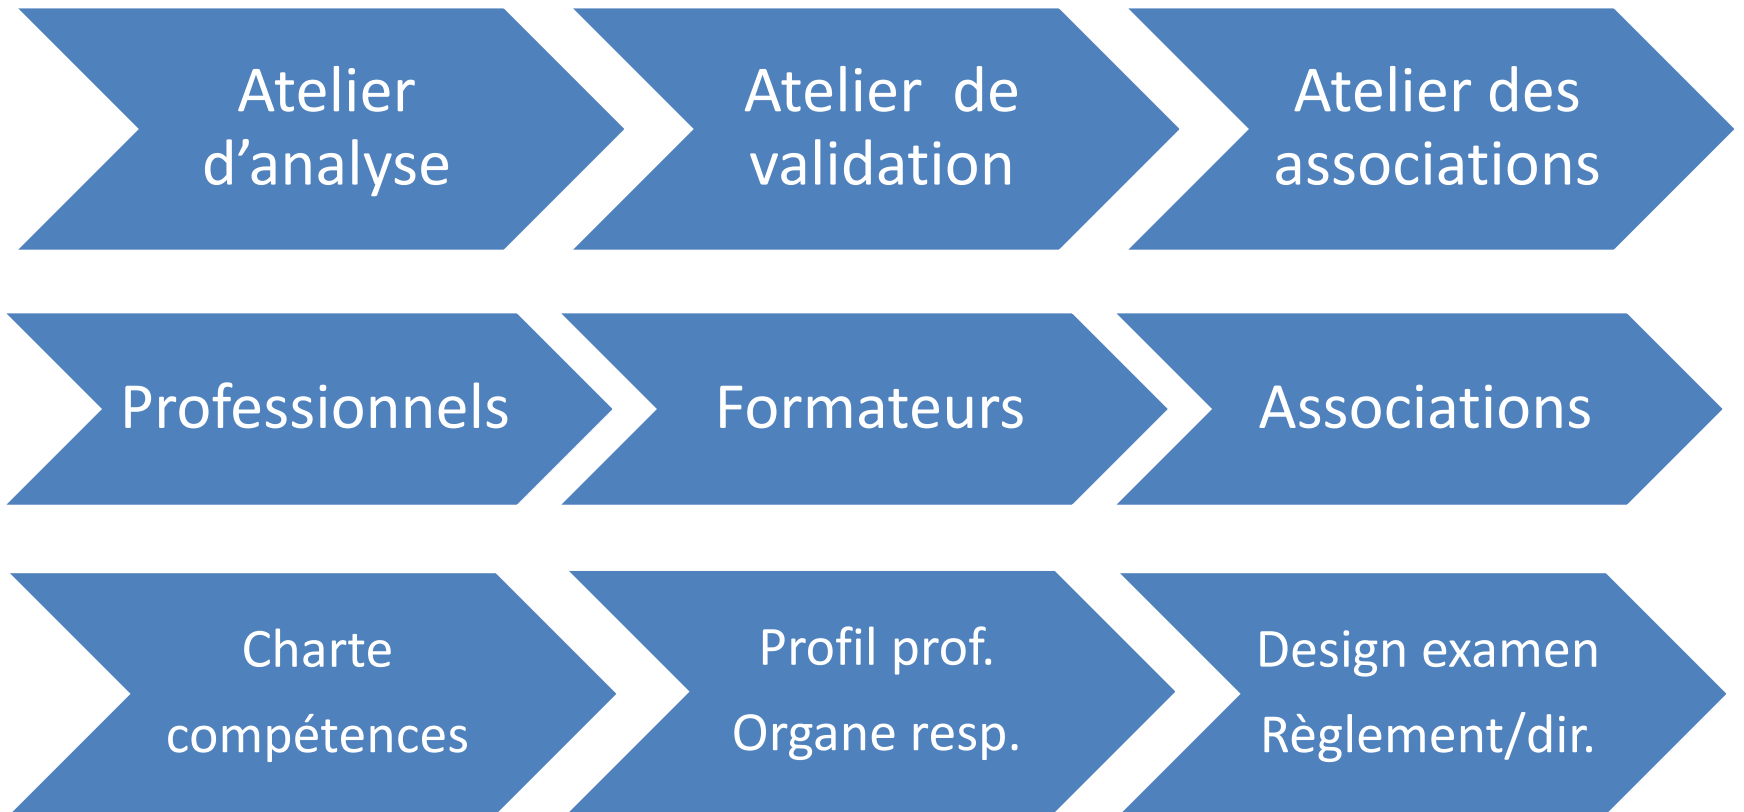 Atelier
d’analyse
Atelier  de
validation
Atelier des
associations
Professionnels
Formateurs
Associations
Charte
compétences
Profil prof.
Organe resp.
Design examen
Règlement/dir.